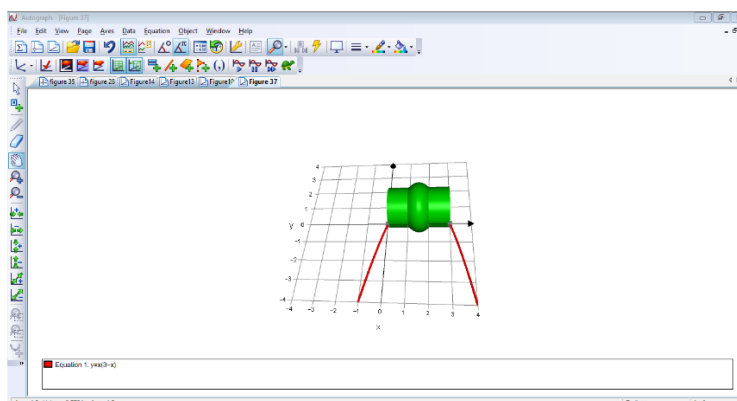 Autograph - [Figure 37]
File Edit View Page Axes Data Equation Object Window Help
figure 35 figure 23 Figure14 Figure13 Figure1 Figure 37
4
3
2
1
y 0
-1
-2
-3
-4
-4 -3 -2 -1 0 1 2 3 4
x
Equation 1: y=x(3-x)